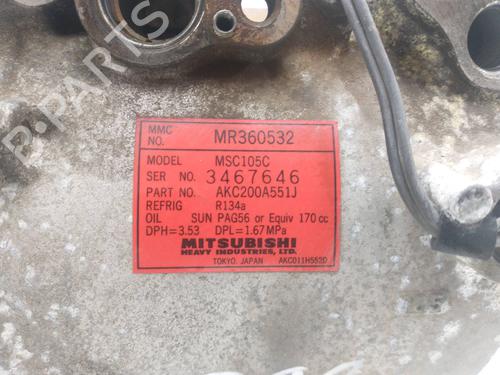 B-PARTS
MMC NO. MR360532
MODEL MSC105C
SER NO. 3467646
PART NO. AKC200A551J
REFRIG R134a
OIL SUN PAG56 or Equiv 170 cc
DPH=3.53 DPL=1.67MPa
MITSUBISHI
HEAVY INDUSTRIES, LTD.
TOKYO, JAPAN AKC011H552D